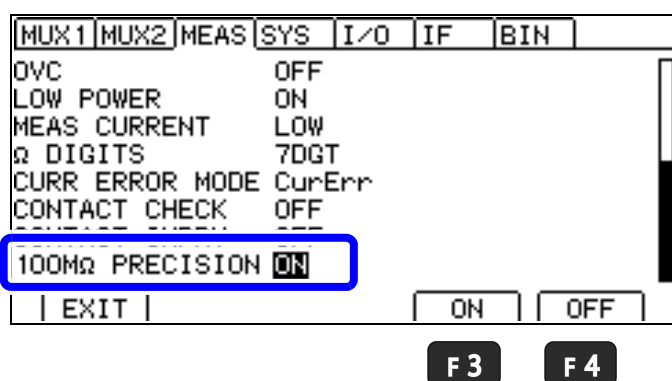 MUX1 MUX2 MEAS SYS I/O IF BIN
OVC OFF
LOW POWER ON
MEAS CURRENT LOW
Ω DIGITS 7DGT
CURR ERROR MODE CurErr
CONTACT CHECK OFF
100MΩ PRECISION ON
EXIT ON OFF
F3 F4